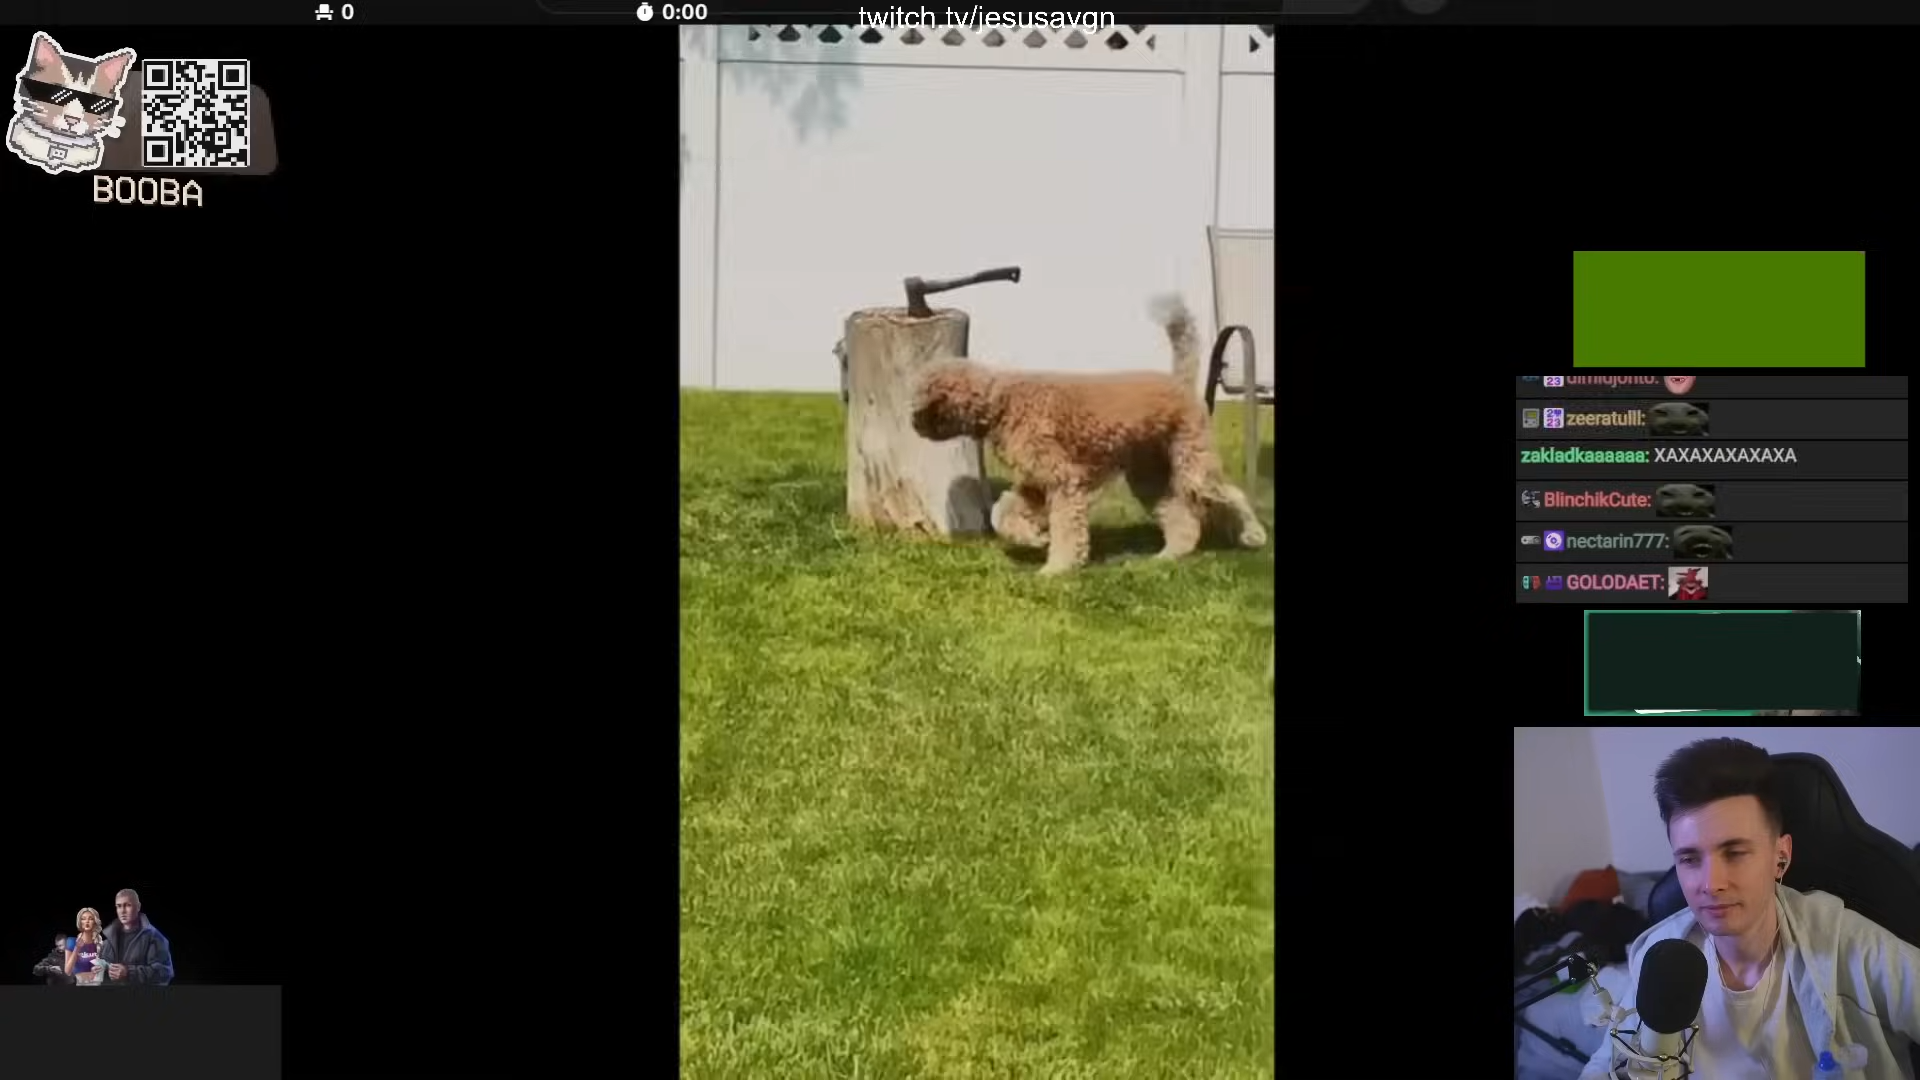 0
0:00
twitch.tv/jesusavgn
BOOBA
zeeratulll:
zakladkaaaaaa: XAXAXAXAXAXA
BlinchikCute:
nectarin777:
GOLODAET: